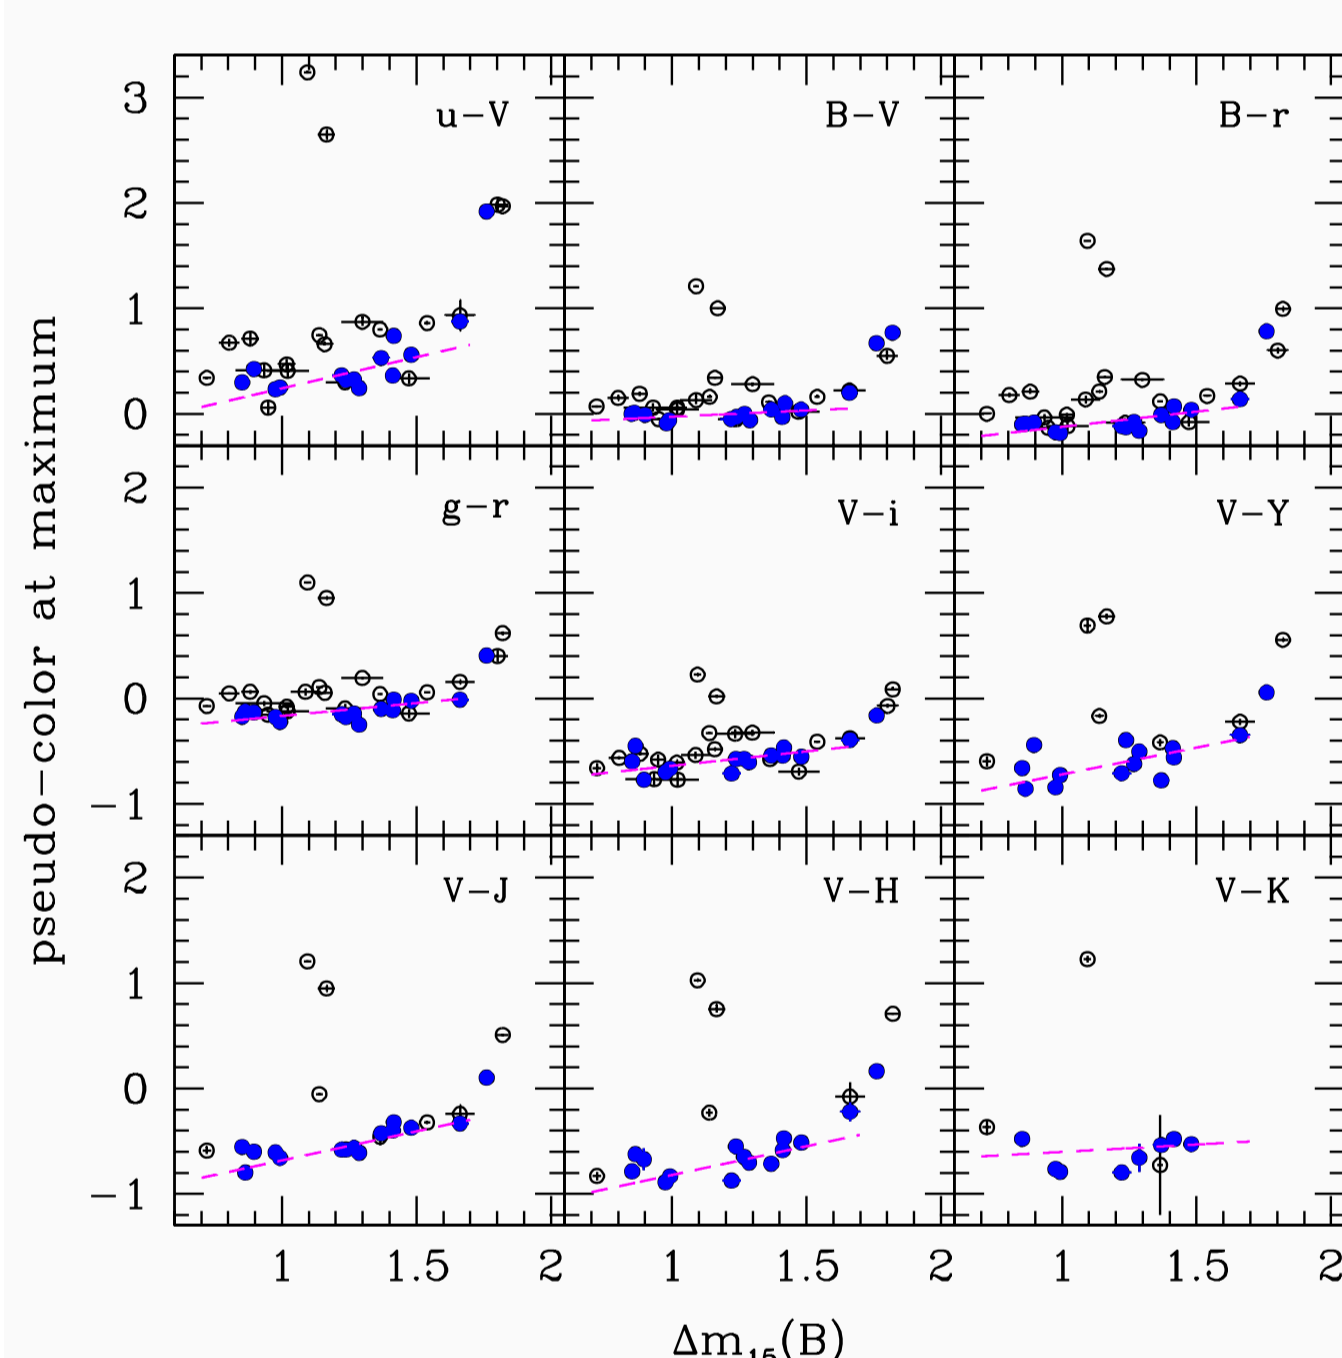 pseudo-color at maximum
3
2
1
0
u-V
B-V
B-r
2
1
0
-1
g-r
V-i
V-Y
2
1
0
-1
V-J
V-H
V-K
1 1.5 2 1 1.5 2 1 1.5 2
Δm₁₅(B)